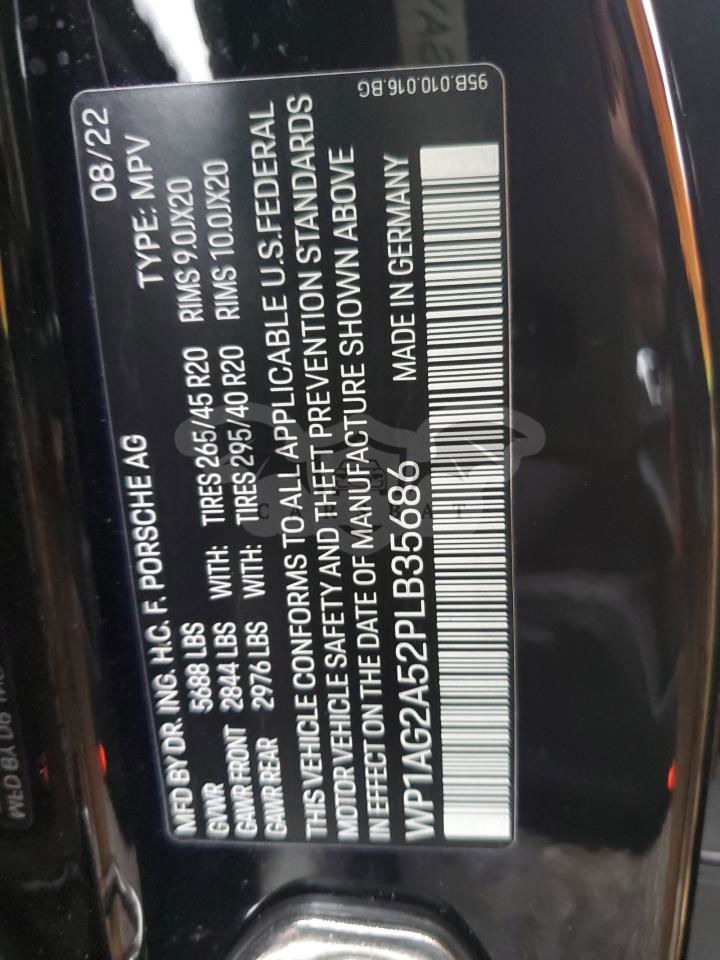 MFD BY DR. ING. H.C. F. PORSCHE AG 08/22
GVWR 5688 LBS TYPE: MPV
GAWR FRONT 2844 LBS WITH: TIRES 265/45 R20 RIMS 9.0JX20
GAWR REAR 2976 LBS WITH: TIRES 295/40 R20 RIMS 10.0JX20
THIS VEHICLE CONFORMS TO ALL APPLICABLE U.S.FEDERAL
MOTOR VEHICLE SAFETY AND THEFT PREVENTION STANDARDS
IN EFFECT ON THE DATE OF MANUFACTURE SHOWN ABOVE
WP1AG2A52PLB35686 MADE IN GERMANY
95B.010.016.BG